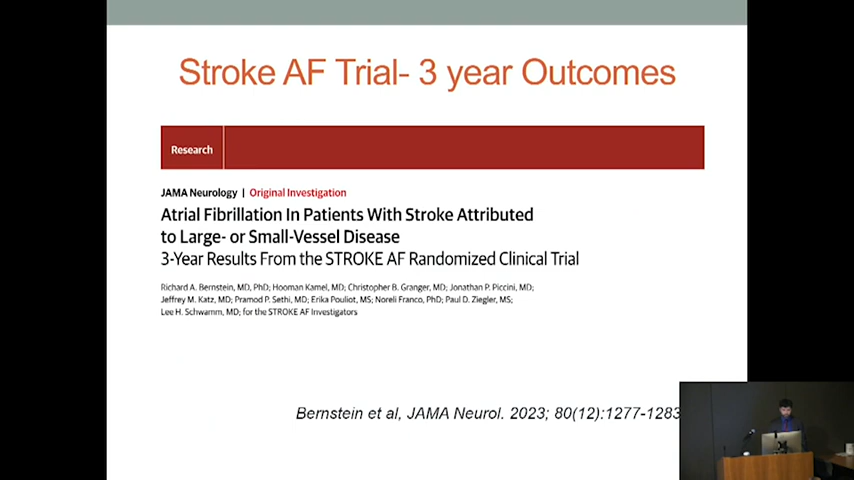 Stroke AF Trial- 3 year Outcomes
Research
JAMA Neurology | Original Investigation
Atrial Fibrillation In Patients With Stroke Attributed
to Large- or Small-Vessel Disease
3-Year Results From the STROKE AF Randomized Clinical Trial
Richard A. Bernstein, MD, PhD; Hooman Kamel, MD; Christopher B. Granger, MD; Jonathan P. Piccini, MD;
Jeffrey M. Katz, MD; Pramod P. Sethi, MD; Erika Pouliot, MS; Noreli Franco, PhD; Paul D. Ziegler, MS;
Lee H. Schwamm, MD; for the STROKE AF Investigators
Bernstein et al, JAMA Neurol. 2023; 80(12):1277-1283